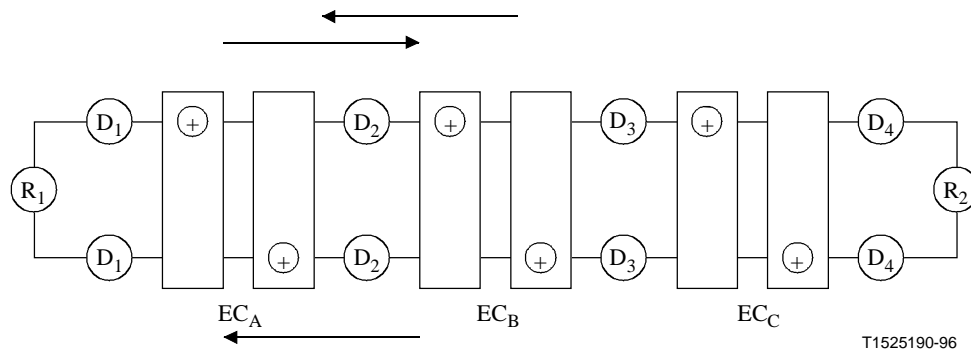 D1 + D2 + D3 + D4
R1 R2
D1 + D2 + D3 + D4
ECA ECB ECC
T1525190-96